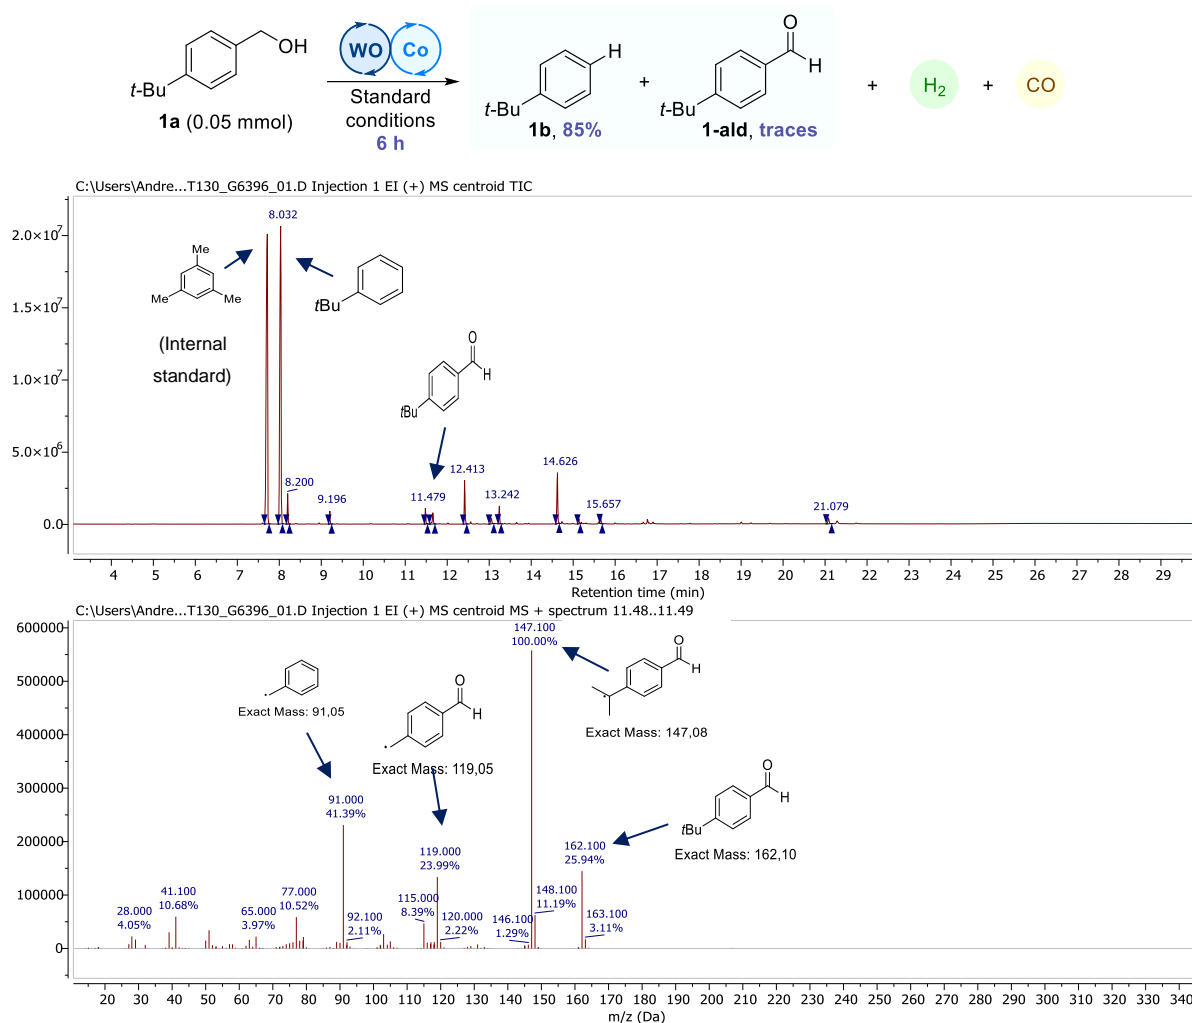 OH
t-Bu
1a (0.05 mmol)
WO Co
Standard
conditions
6 h
H
t-Bu
1b, 85%
+
O
H
t-Bu
1-ald, traces
+
H2
+
CO
C:\Users\Andre...T130_G6396_01.D Injection 1 EI (+) MS centroid TIC
2.0×10^7
1.5×10^7
1.0×10^7
5.0×10^6
0.0
8.032
Me
Me
Me
(Internal
standard)
tBu
O
H
tBu
8.200
9.196
11.479
12.413
13.242
14.626
15.657
21.079
4 5 6 7 8 9 10 11 12 13 14 15 16 17 18 19 20 21 22 23 24 25 26 27 28 29
Retention time (min)
C:\Users\Andre...T130_G6396_01.D Injection 1 EI (+) MS centroid MS + spectrum 11.48..11.49
600000
500000
400000
300000
200000
100000
0
147.100
100.00%
Exact Mass: 91,05
O
H
Exact Mass: 119,05
O
H
Exact Mass: 147,08
O
H
tBu
Exact Mass: 162,10
91.000
41.39%
119.000
23.99%
162.100
25.94%
28.000
4.05%
41.100
10.68%
65.000
3.97%
77.000
10.52%
92.100
2.11%
115.000
8.39%
120.000
2.22%
146.100
1.29%
148.100
11.19%
163.100
3.11%
20 30 40 50 60 70 80 90 100 110 120 130 140 150 160 170 180 190 200 210 220 230 240 250 260 270 280 290 300 310 320 330 340
m/z (Da)